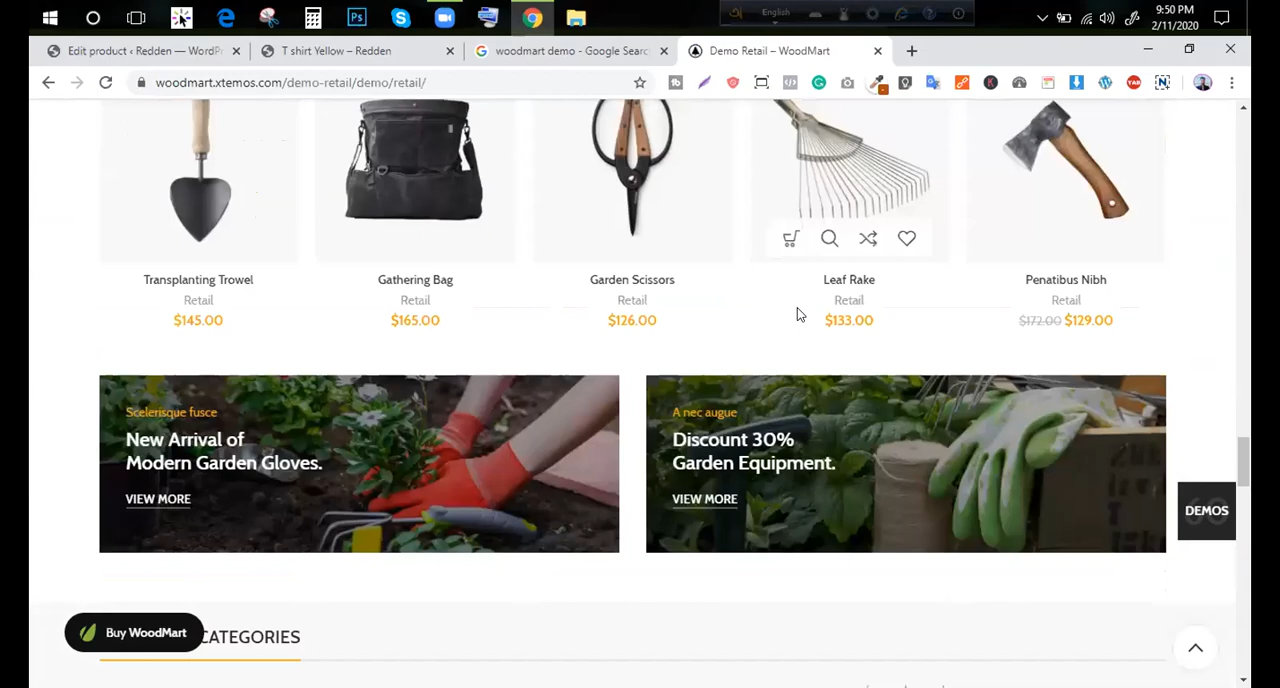 English
9:50 PM
2/11/2020
Edit product ‹ Redden — WordPr
T shirt Yellow – Redden
woodmart demo - Google Searc
Demo Retail – WoodMart
woodmart.xtemos.com/demo-retail/demo/retail/
Transplanting Trowel
Gathering Bag
Garden Scissors
Leaf Rake
Penatibus Nibh
Retail
Retail
Retail
Retail
Retail
$145.00
$165.00
$126.00
$133.00
$172.00 $129.00
Scelerisque fusce
New Arrival of
Modern Garden Gloves.
VIEW MORE
A nec augue
Discount 30%
Garden Equipment.
VIEW MORE
DEMOS
Buy WoodMart
CATEGORIES